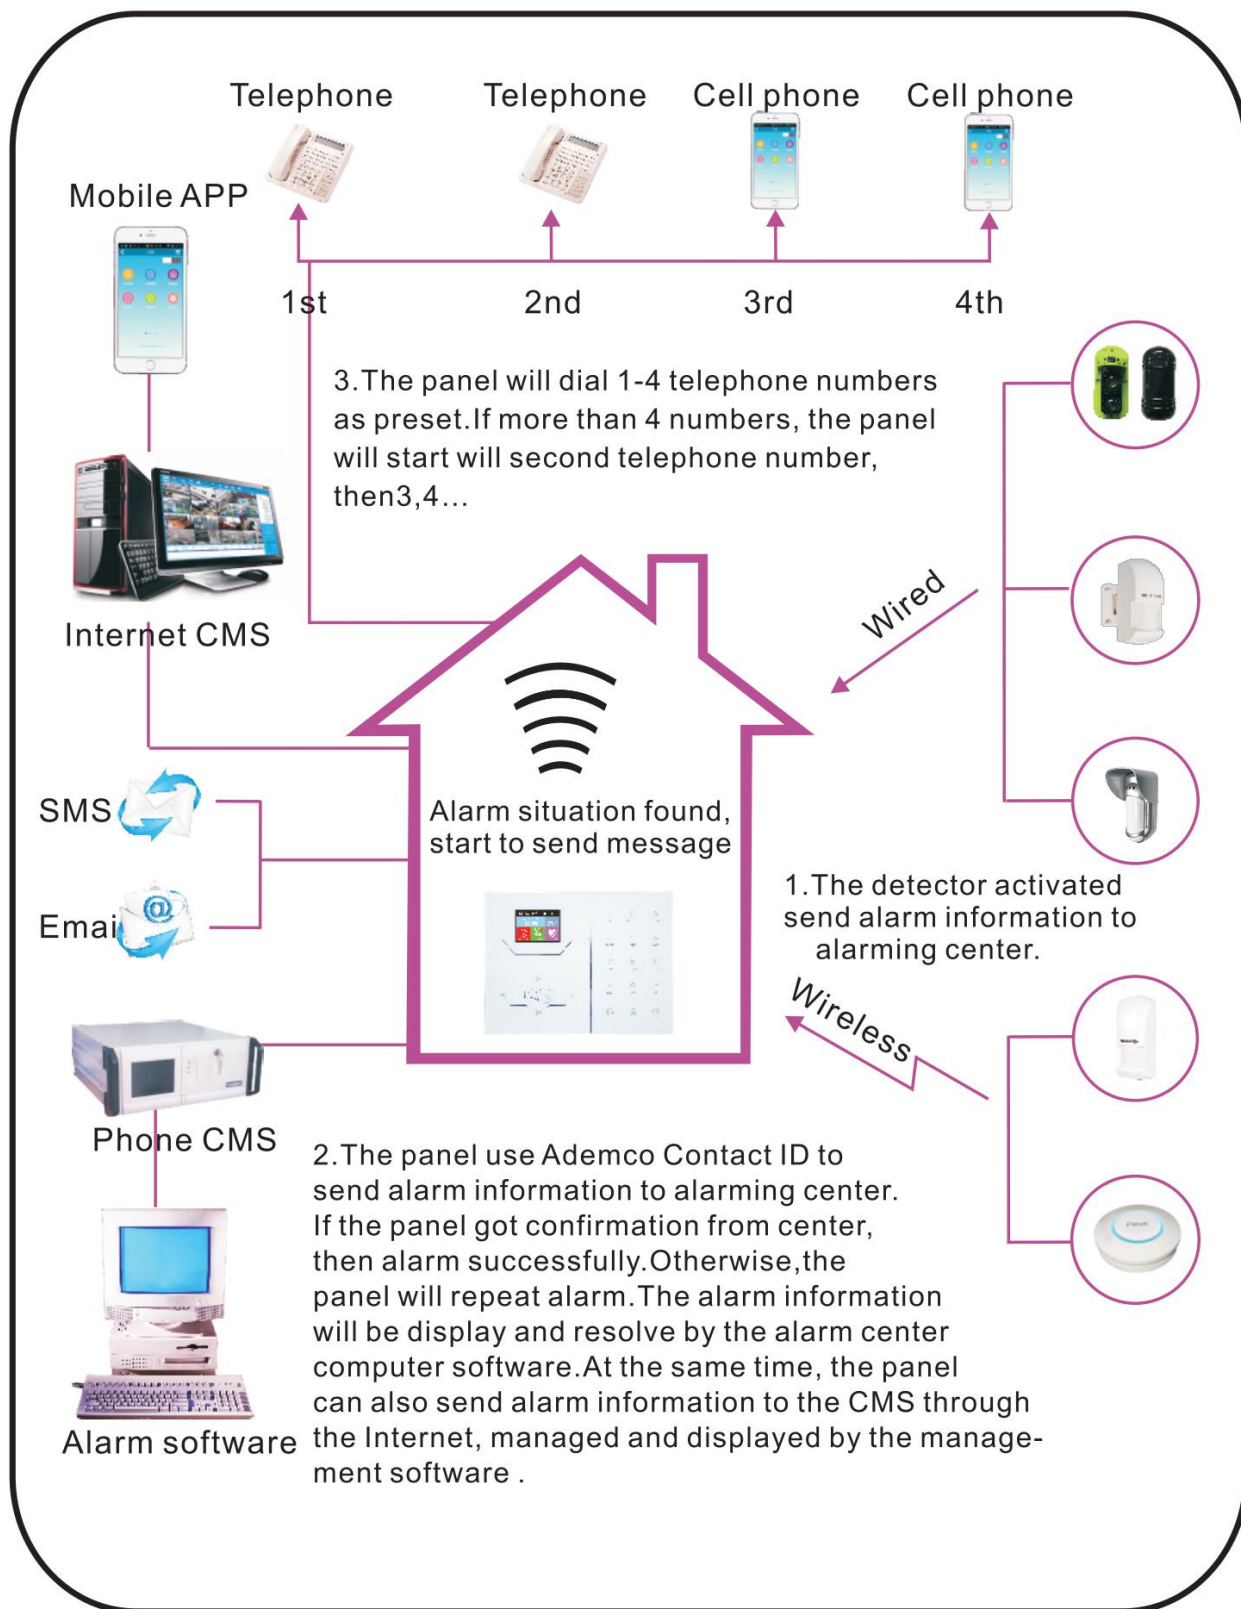 Telephone
Telephone
Cell phone
Cell phone
Mobile APP
1st
2nd
3rd
4th
3.The panel will dial 1-4 telephone numbers
as preset.If more than 4 numbers, the panel
will start will second telephone number,
then3,4...
Internet CMS
Wired
SMS
Alarm situation found,
start to send message
Emai
1.The detector activated
send alarm information to
alarming center.
Wireless
Phone CMS
2.The panel use Ademco Contact ID to
send alarm information to alarming center.
If the panel got confirmation from center,
then alarm successfully.Otherwise,the
panel will repeat alarm.The alarm information
will be display and resolve by the alarm center
computer software.At the same time, the panel
can also send alarm information to the CMS through
the Internet, managed and displayed by the manage-
ment software .
Alarm software